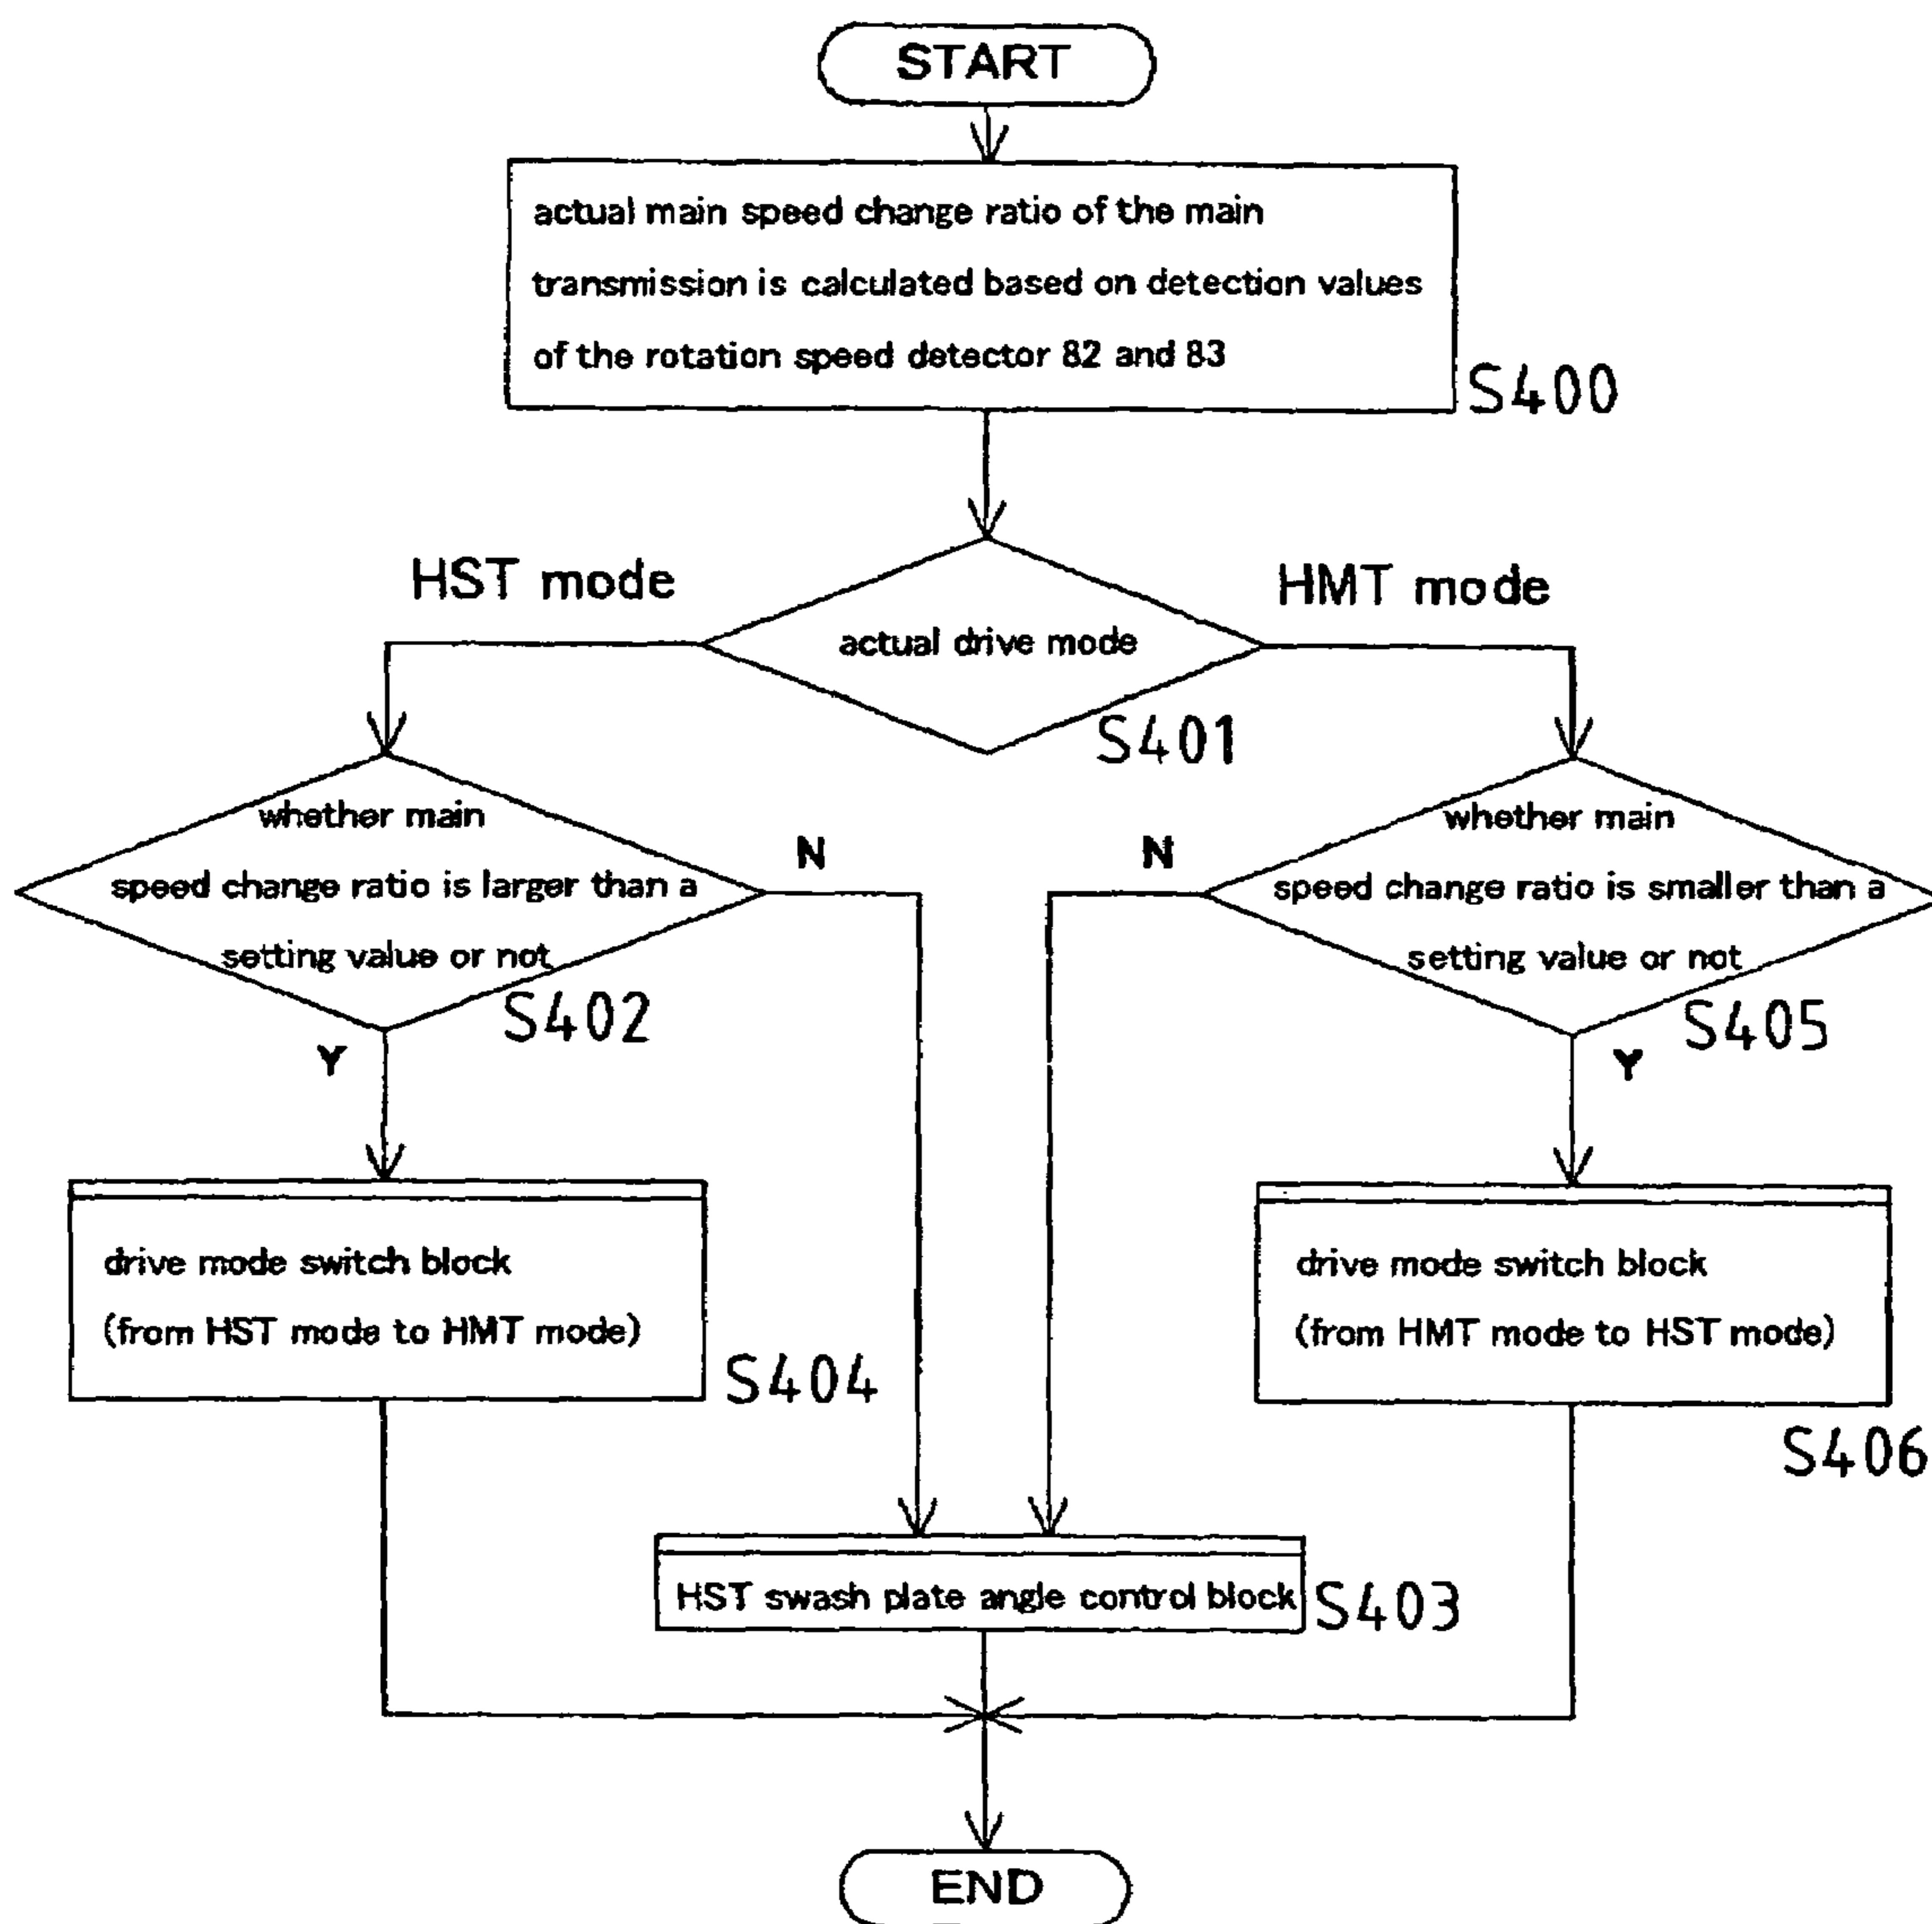 START
actual main speed change ratio of the main
transmission is calculated based on detection values
of the rotation speed detector 82 and 83
S400
HST mode
HMT mode
actual drive mode
S401
whether main
speed change ratio is larger than a
setting value or not
S402
N
Y
whether main
speed change ratio is smaller than a
setting value or not
S405
N
Y
drive mode switch block
(from HST mode to HMT mode)
S404
drive mode switch block
(from HMT mode to HST mode)
S406
HST swash plate angle control block
S403
END